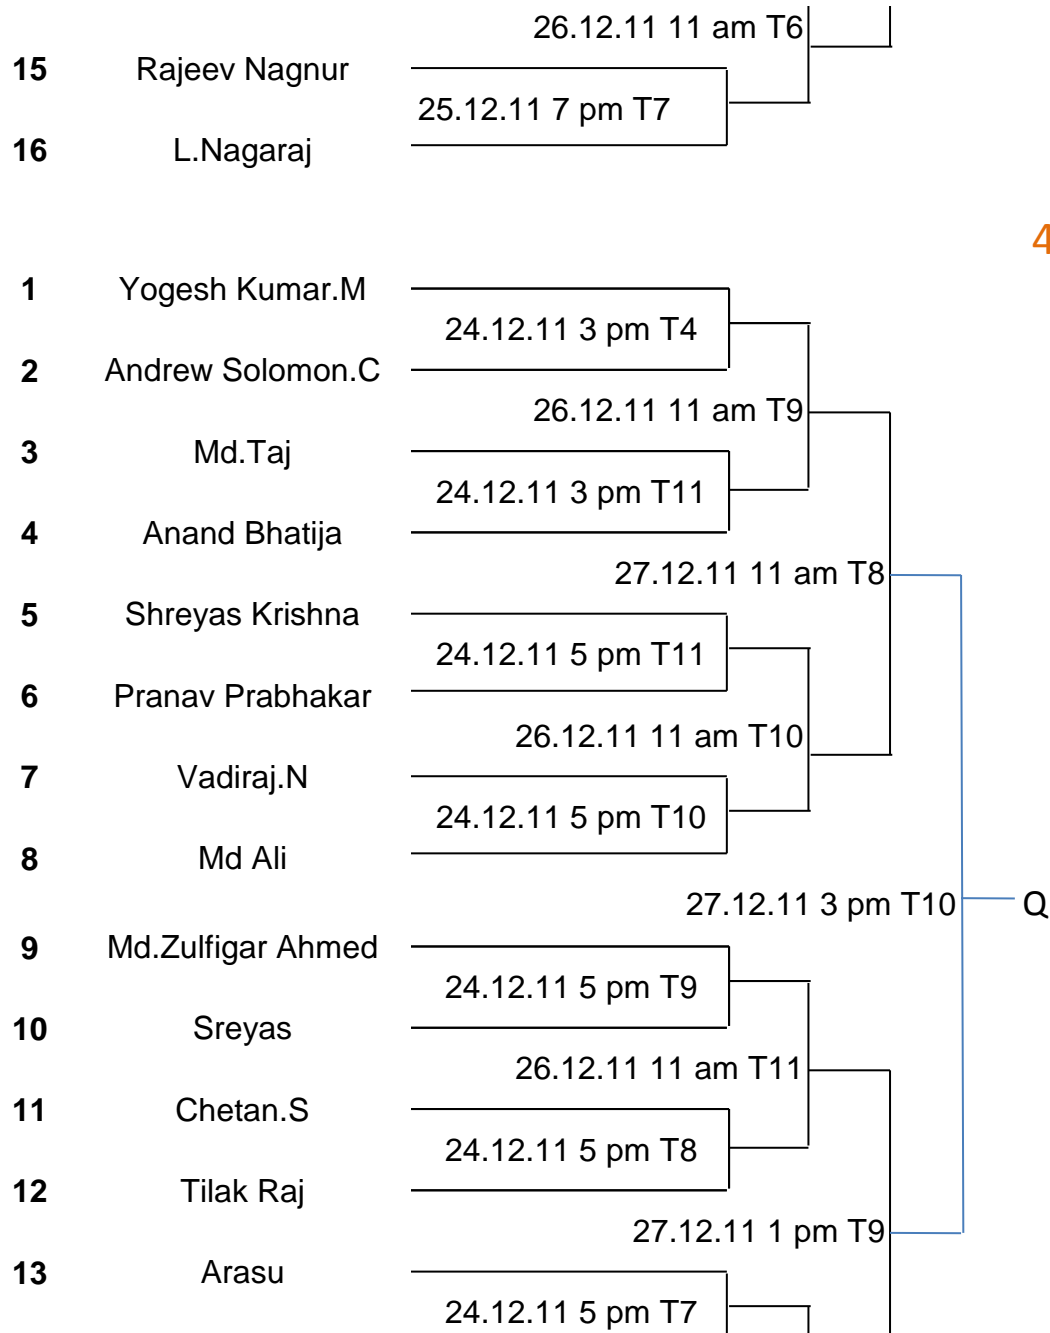 26.12.11 11 am T6
15 Rajeev Nagnur
25.12.11 7 pm T7
16 L.Nagaraj
4
1 Yogesh Kumar.M
24.12.11 3 pm T4
2 Andrew Solomon.C
26.12.11 11 am T9
3 Md.Taj
24.12.11 3 pm T11
4 Anand Bhatija
27.12.11 11 am T8
5 Shreyas Krishna
24.12.11 5 pm T11
6 Pranav Prabhakar
26.12.11 11 am T10
7 Vadiraj.N
24.12.11 5 pm T10
8 Md Ali
27.12.11 3 pm T10 Q
9 Md.Zulfigar Ahmed
24.12.11 5 pm T9
10 Sreyas
26.12.11 11 am T11
11 Chetan.S
24.12.11 5 pm T8
12 Tilak Raj
27.12.11 1 pm T9
13 Arasu
24.12.11 5 pm T7